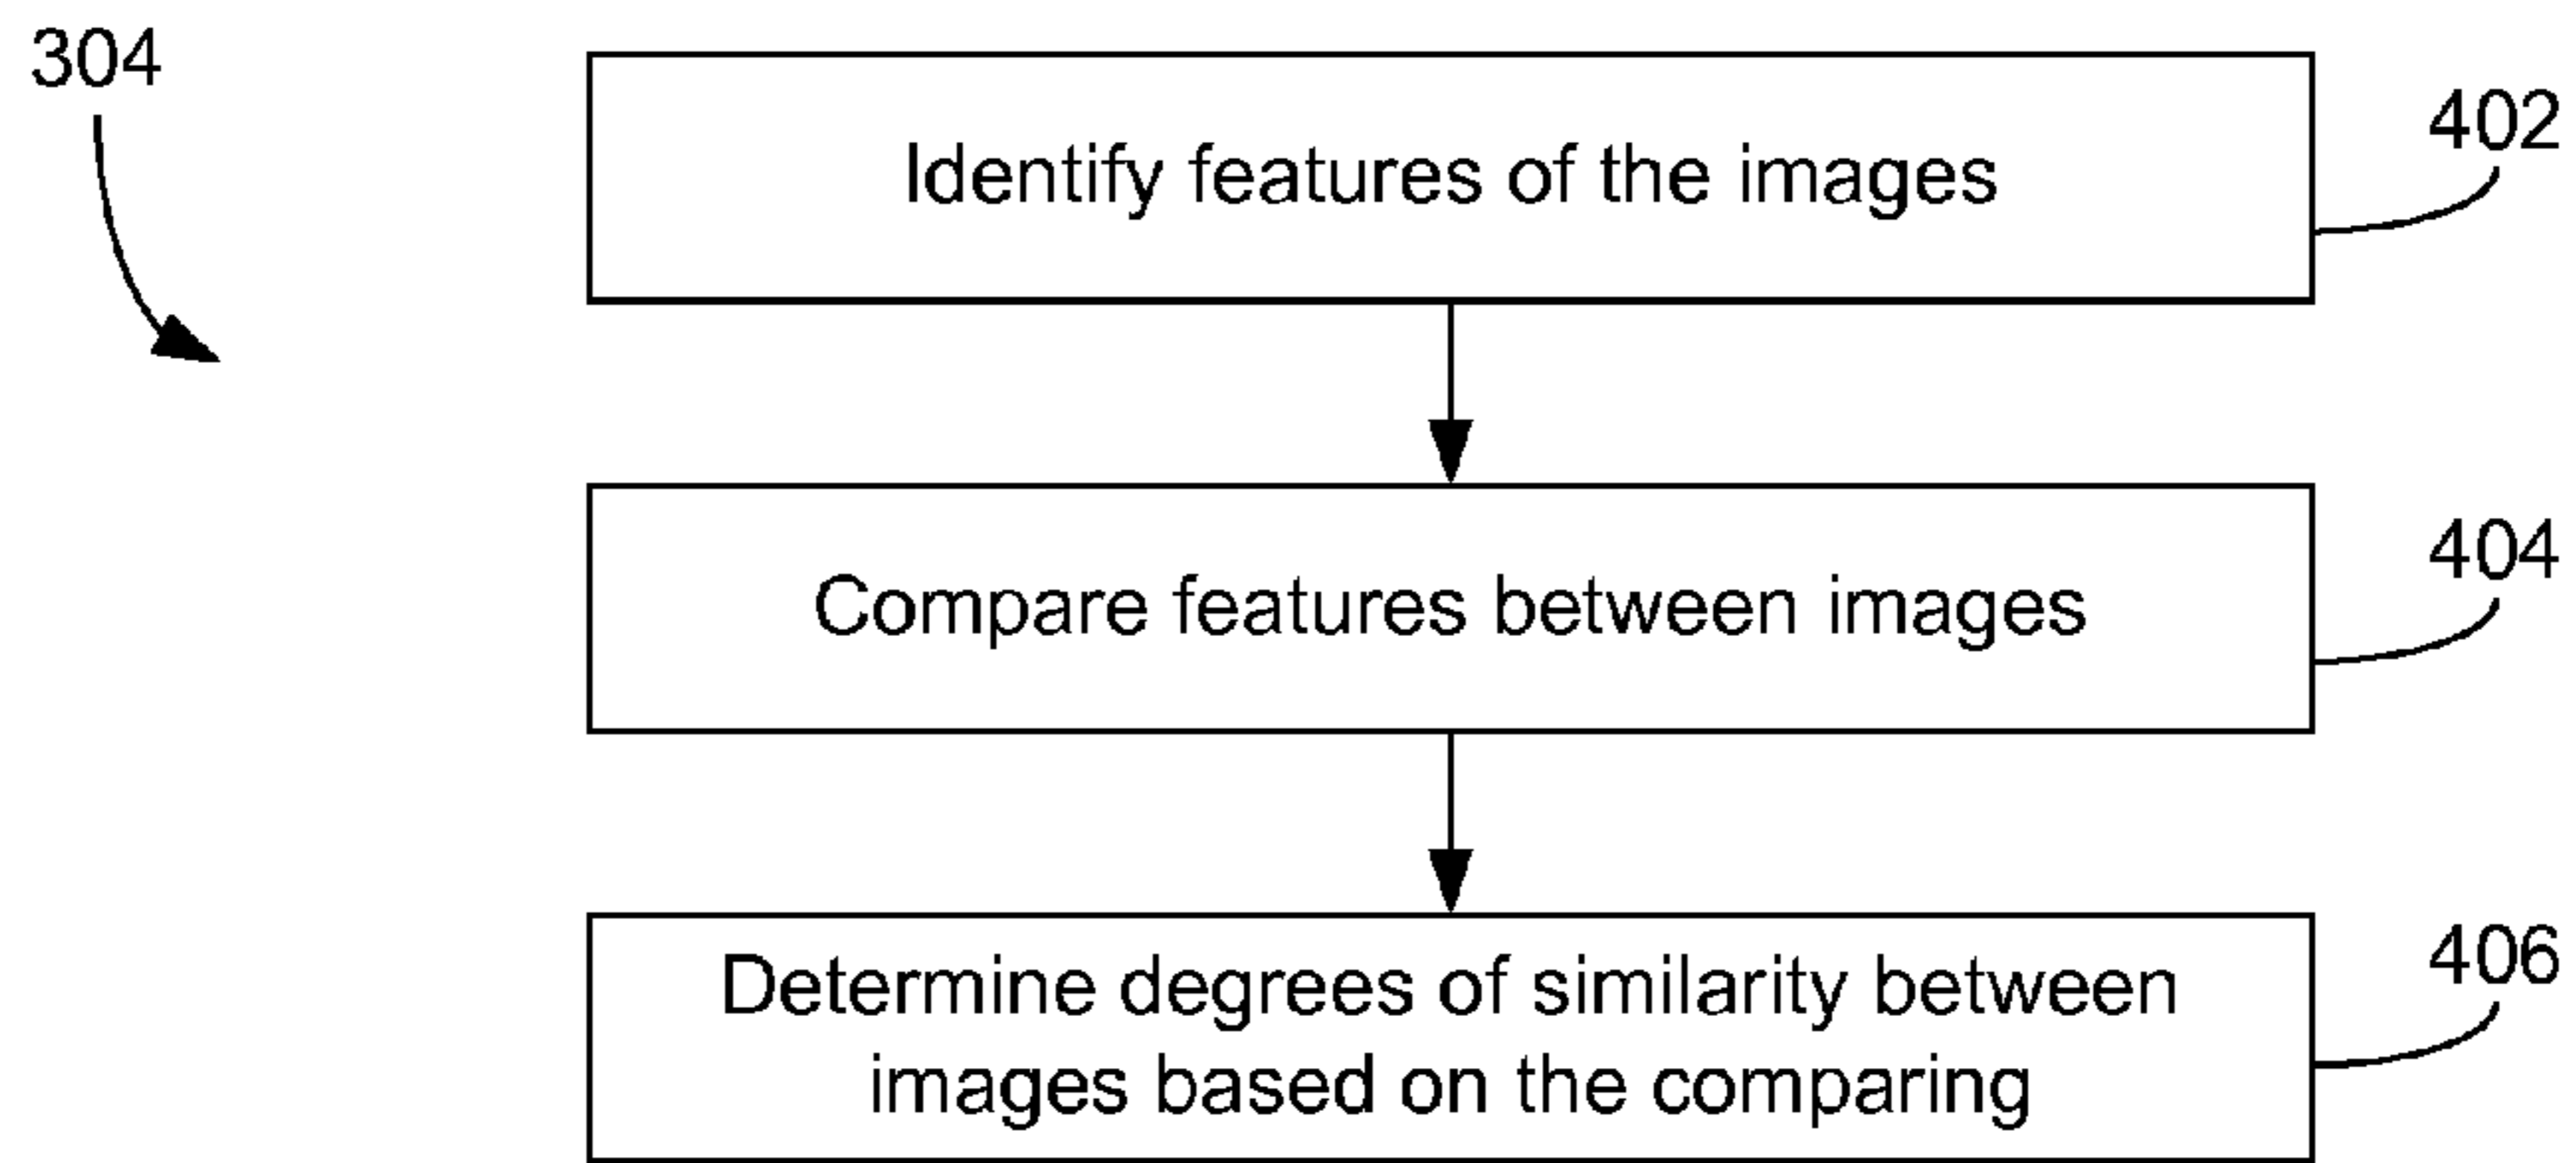 304
Identify features of the images
402
Compare features between images
404
Determine degrees of similarity between
images based on the comparing
406